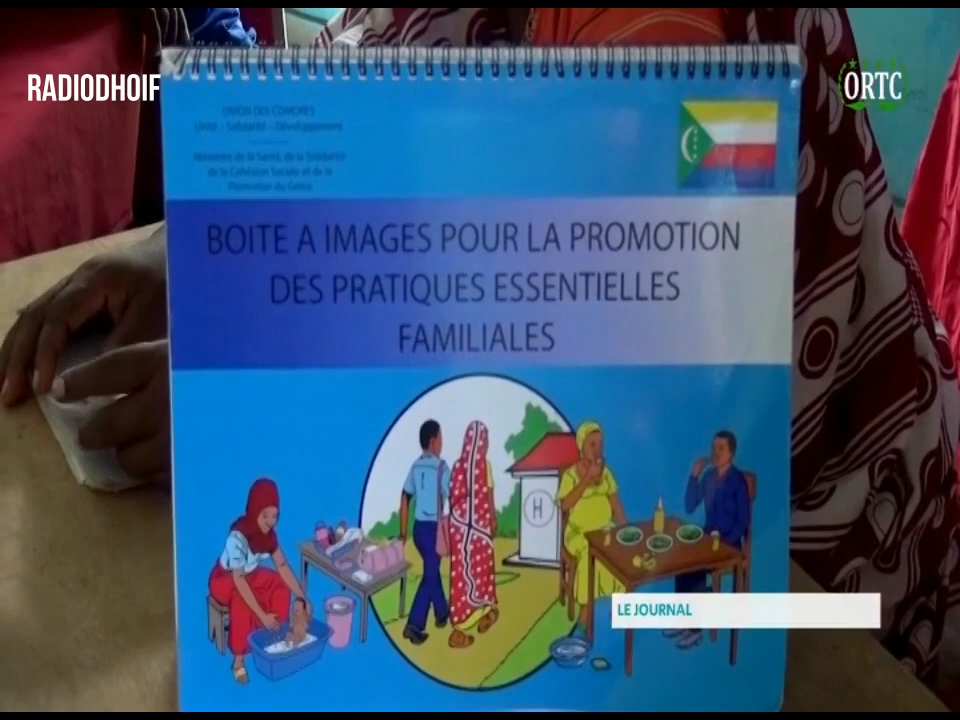 RADIODHOIF
ORTC
UNION DES COMORES
Unité - Solidarité - Développement
Ministère de la Santé, de la Solidarité
de la Cohésion Sociale et de la
Promotion du Genre
BOITE A IMAGES POUR LA PROMOTION
DES PRATIQUES ESSENTIELLES
FAMILIALES
H
LE JOURNAL